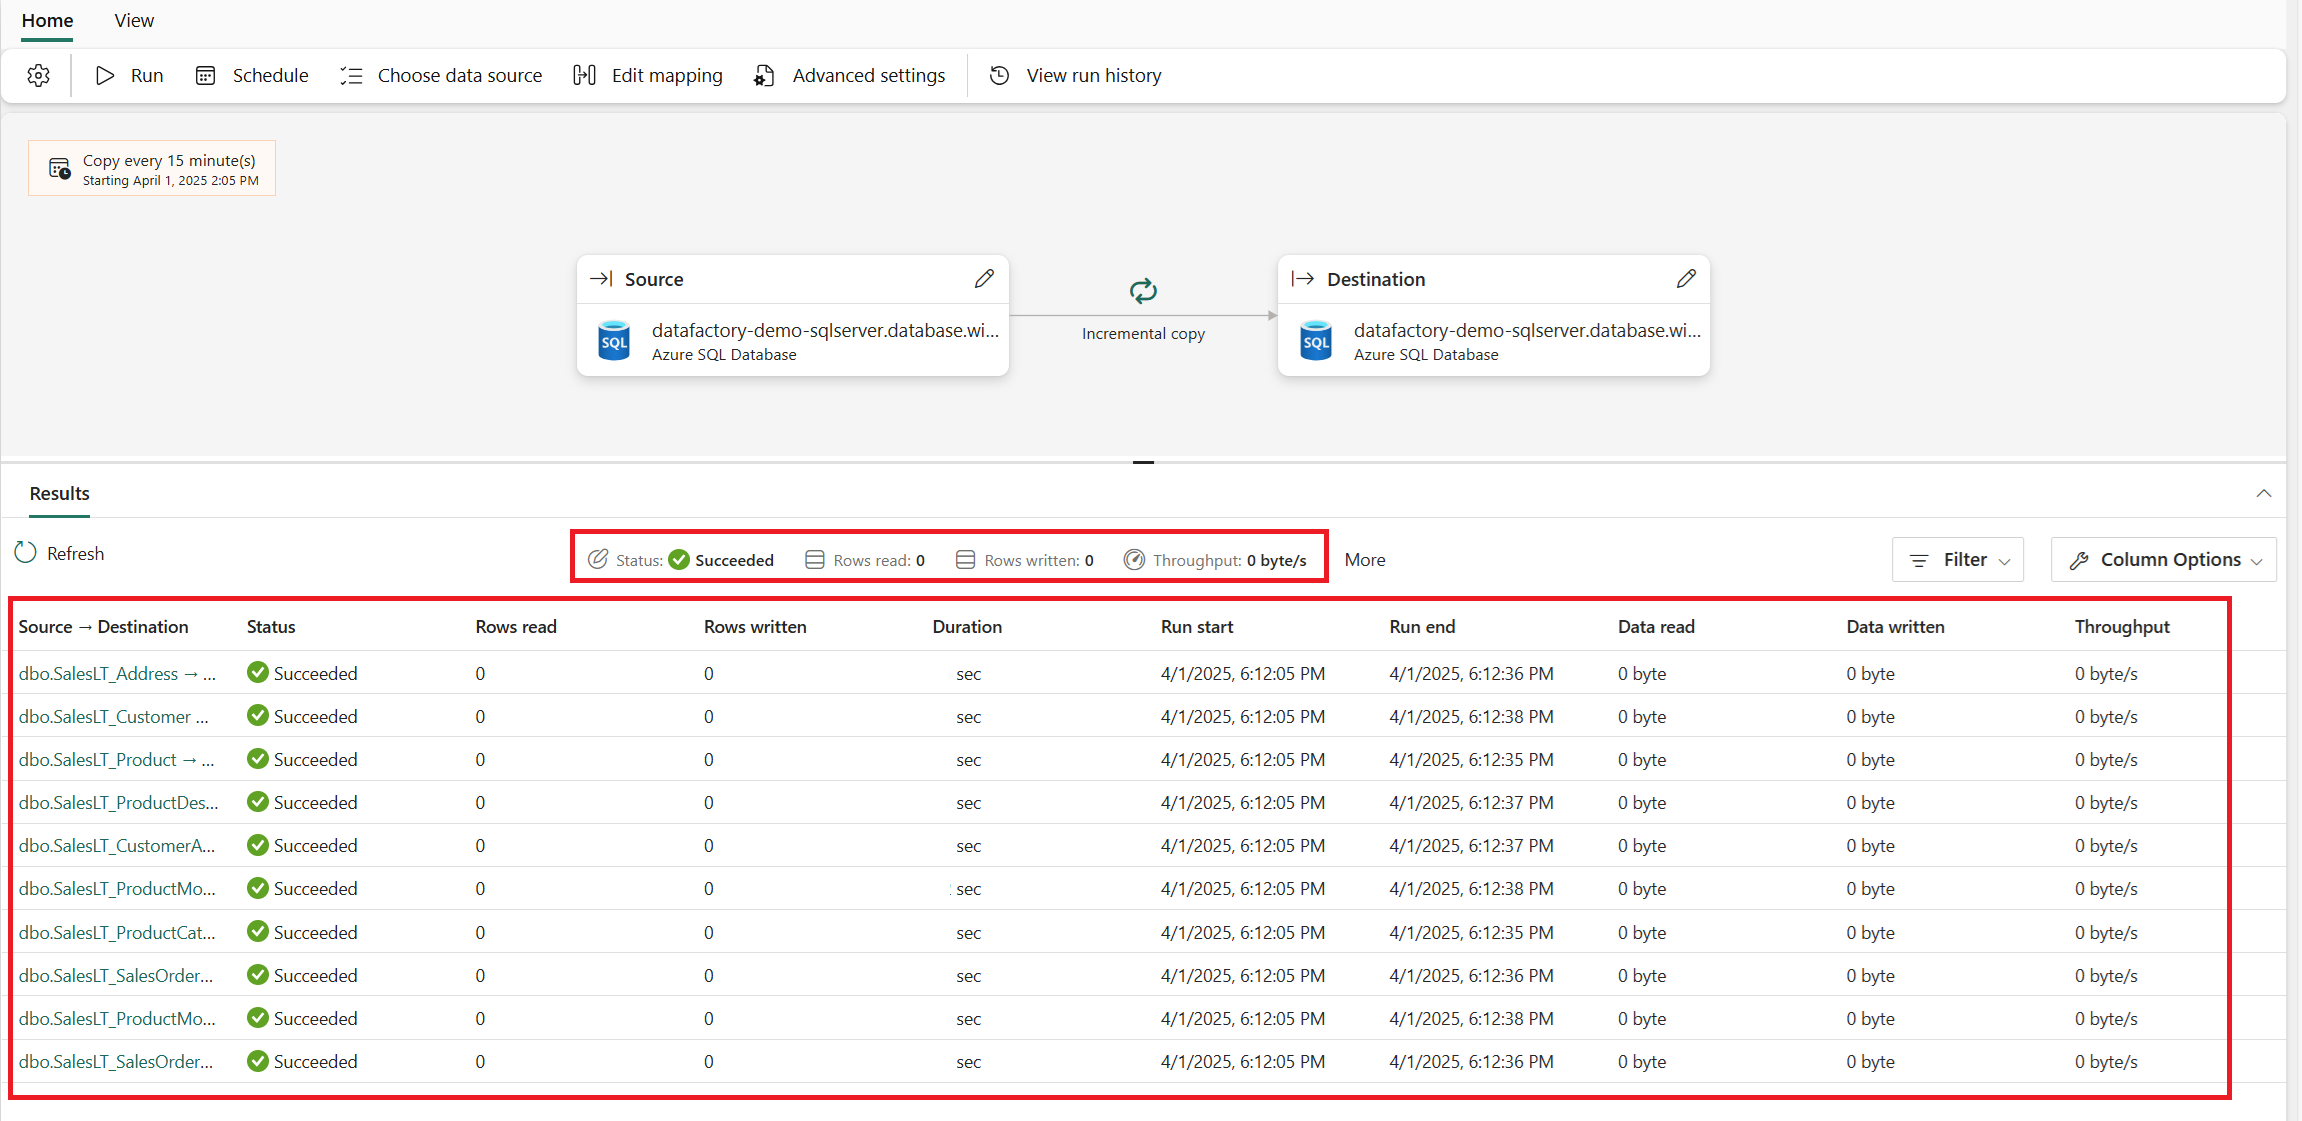 Home View
Run Schedule Choose data source Edit mapping Advanced settings View run history
Copy every 15 minute(s)
Starting April 1, 2025 2:05 PM
Source
SQL
datafactory-demo-sqlserver.database.wi...
Azure SQL Database
Incremental copy
Destination
SQL
datafactory-demo-sqlserver.database.wi...
Azure SQL Database
Results
Refresh Status: Succeeded Rows read: 0 Rows written: 0 Throughput: 0 byte/s More Filter Column Options
Source → Destination Status Rows read Rows written Duration Run start Run end Data read Data written Throughput
dbo.SalesLT_Address → ... Succeeded 0 0 sec 4/1/2025, 6:12:05 PM 4/1/2025, 6:12:36 PM 0 byte 0 byte 0 byte/s
dbo.SalesLT_Customer ... Succeeded 0 0 sec 4/1/2025, 6:12:05 PM 4/1/2025, 6:12:38 PM 0 byte 0 byte 0 byte/s
dbo.SalesLT_Product → ... Succeeded 0 0 sec 4/1/2025, 6:12:05 PM 4/1/2025, 6:12:35 PM 0 byte 0 byte 0 byte/s
dbo.SalesLT_ProductDes... Succeeded 0 0 sec 4/1/2025, 6:12:05 PM 4/1/2025, 6:12:37 PM 0 byte 0 byte 0 byte/s
dbo.SalesLT_CustomerA... Succeeded 0 0 sec 4/1/2025, 6:12:05 PM 4/1/2025, 6:12:37 PM 0 byte 0 byte 0 byte/s
dbo.SalesLT_ProductMo... Succeeded 0 0 sec 4/1/2025, 6:12:05 PM 4/1/2025, 6:12:38 PM 0 byte 0 byte 0 byte/s
dbo.SalesLT_ProductCat... Succeeded 0 0 sec 4/1/2025, 6:12:05 PM 4/1/2025, 6:12:35 PM 0 byte 0 byte 0 byte/s
dbo.SalesLT_SalesOrder... Succeeded 0 0 sec 4/1/2025, 6:12:05 PM 4/1/2025, 6:12:36 PM 0 byte 0 byte 0 byte/s
dbo.SalesLT_ProductMo... Succeeded 0 0 sec 4/1/2025, 6:12:05 PM 4/1/2025, 6:12:38 PM 0 byte 0 byte 0 byte/s
dbo.SalesLT_SalesOrder... Succeeded 0 0 sec 4/1/2025, 6:12:05 PM 4/1/2025, 6:12:36 PM 0 byte 0 byte 0 byte/s